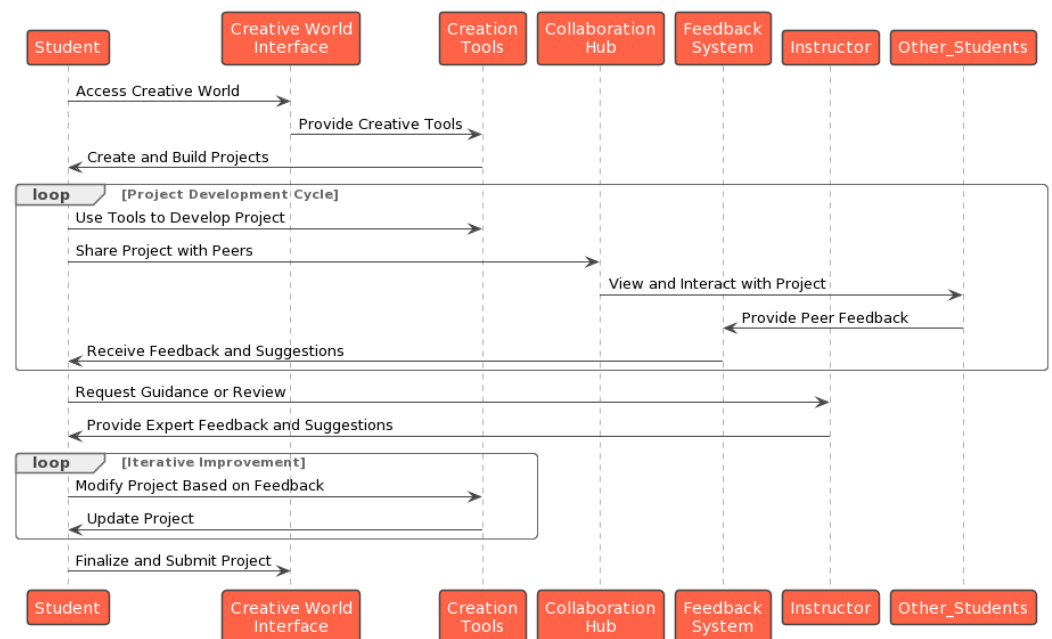 Student
Creative World
Interface
Creation
Tools
Collaboration
Hub
Feedback
System
Instructor
Other_Students
Access Creative World
Provide Creative Tools
Create and Build Projects
loop
[Project Development Cycle]
Use Tools to Develop Project
Share Project with Peers
View and Interact with Project
Provide Peer Feedback
Receive Feedback and Suggestions
Request Guidance or Review
Provide Expert Feedback and Suggestions
loop
[Iterative Improvement]
Modify Project Based on Feedback
Update Project
Finalize and Submit Project
Student
Creative World
Interface
Creation
Tools
Collaboration
Hub
Feedback
System
Instructor
Other_Students